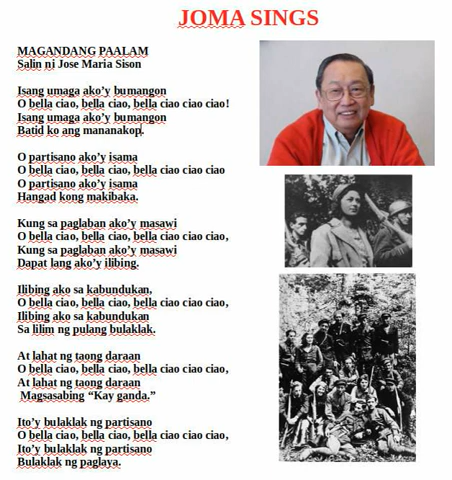 JOMA SINGS
MAGANDANG PAALAM
Salin ni Jose Maria Sison
Isang umaga ako'y bumangon
O bella ciao, bella ciao, bella ciao ciao ciao!
Isang umaga ako'y bumangon
Batid ko ang mananakop.
O partisano ako'y isama
O bella ciao, bella ciao, bella ciao ciao ciao
O partisano ako'y isama
Hangad kong makibaka.
Kung sa paglaban ako'y masawi
O bella ciao, bella ciao, bella ciao ciao ciao,
Kung sa paglaban ako'y masawi
Dapat lang ako'y ilibing.
Ilibing ako sa kabundukan,
O bella ciao, bella ciao, bella ciao ciao ciao,
Ilibing ako sa kabundukan
Sa lilim ng pulang bulaklak.
At lahat ng taong daraan
O bella ciao, bella ciao, bella ciao ciao ciao,
At lahat ng taong daraan
Magsasabing “Kay ganda.”
Ito'y bulaklak ng partisano
O bella ciao, bella ciao, bella ciao ciao ciao,
Ito'y bulaklak ng partisano
Bulaklak ng paglaya.